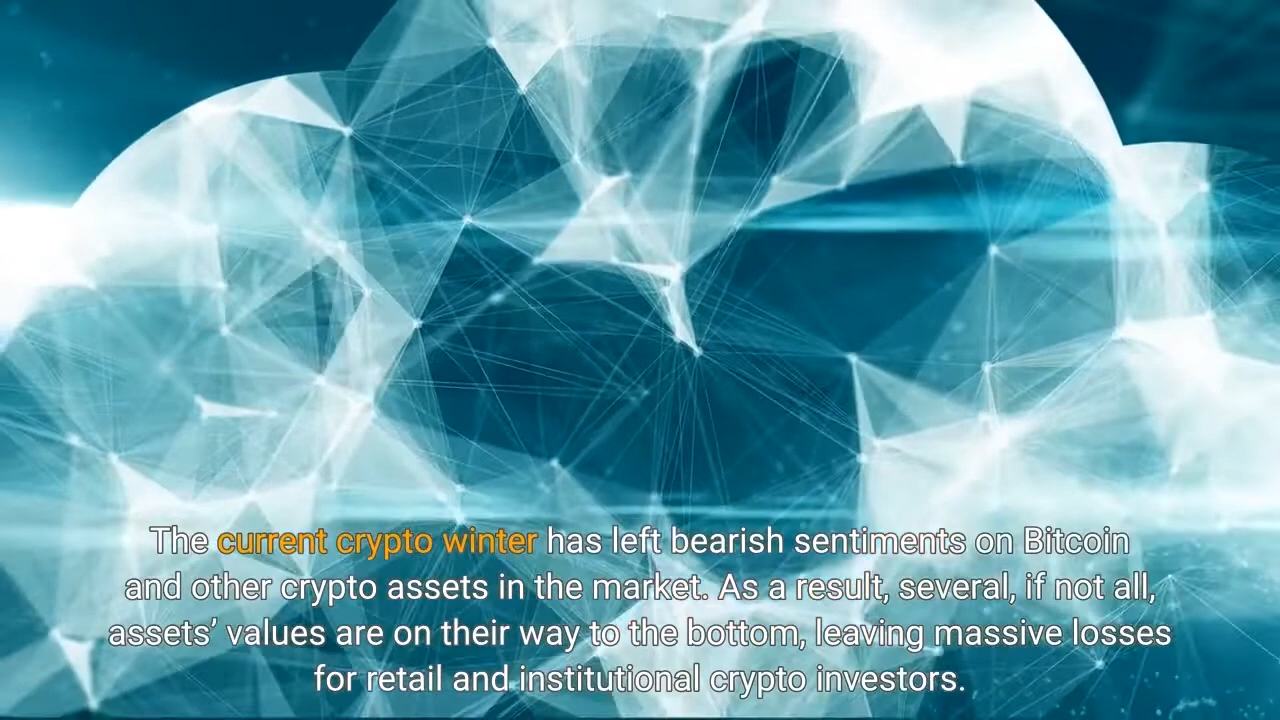 The current crypto winter has left bearish sentiments on Bitcoin
and other crypto assets in the market. As a result, several, if not all,
assets’ values are on their way to the bottom, leaving massive losses
for retail and institutional crypto investors.